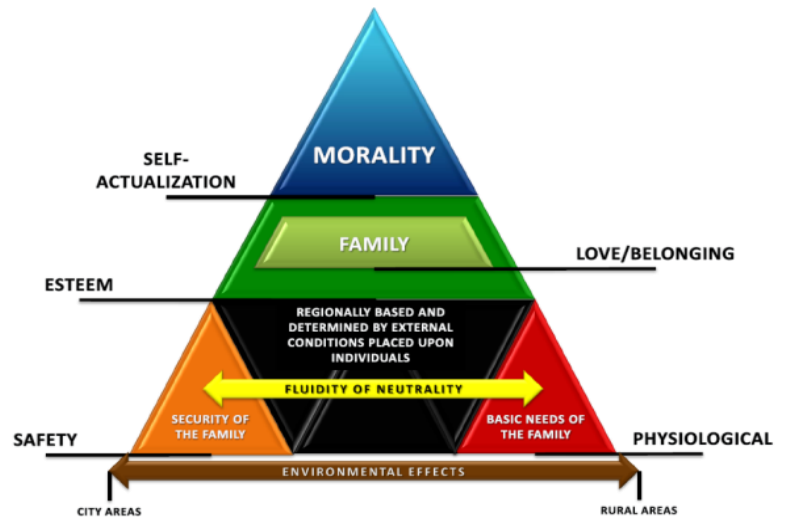 MORALITY
SELF-
ACTUALIZATION
FAMILY
LOVE/BELONGING
ESTEEM
REGIONALLY BASED AND
DETERMINED BY EXTERNAL
CONDITIONS PLACED UPON
INDIVIDUALS
FLUIDITY OF NEUTRALITY
SECURITY OF
THE FAMILY
BASIC NEEDS OF
THE FAMILY
SAFETY
PHYSIOLOGICAL
ENVIRONMENTAL EFFECTS
CITY AREAS
RURAL AREAS